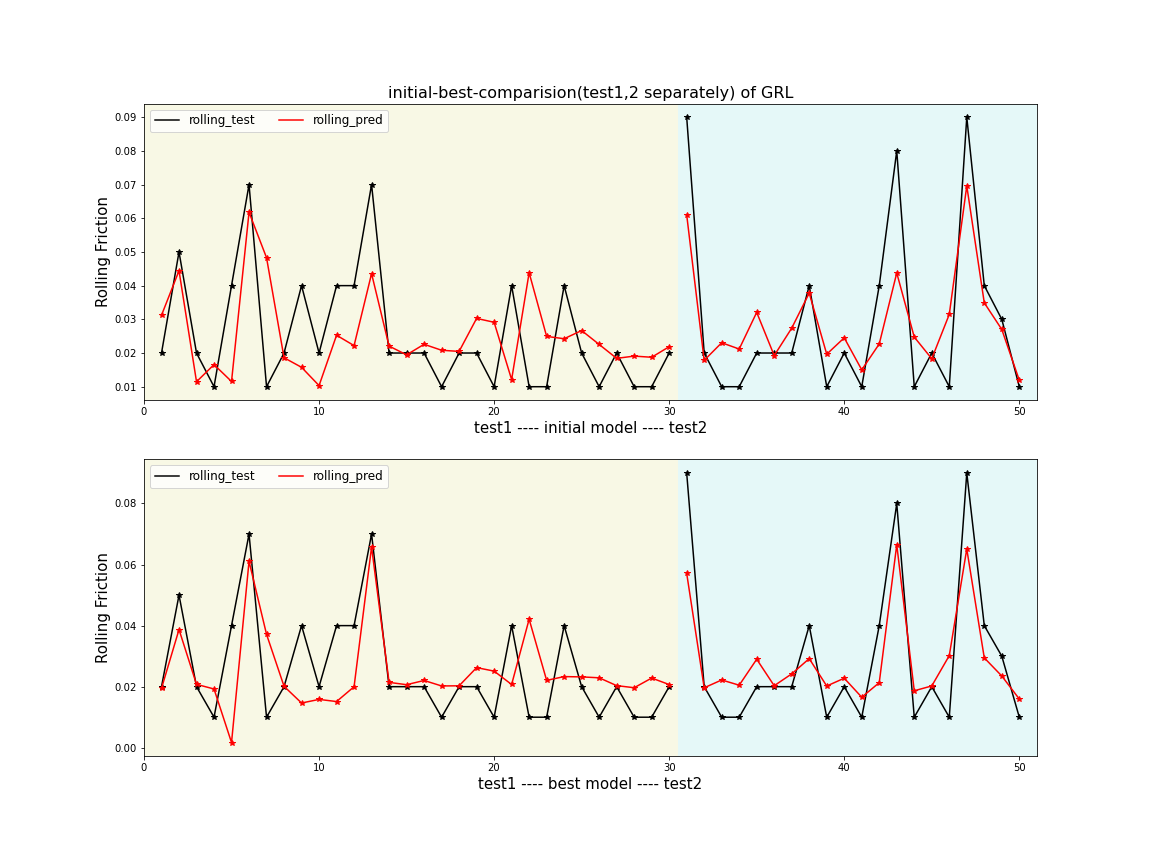 initial-best-comparision(test1,2 separately) of GRL
rolling_test
rolling_pred
Rolling Friction
0.09
0.08
0.07
0.06
0.05
0.04
0.03
0.02
0.01
0 10 20 30 40 50
test1 ---- initial model ---- test2
rolling_test
rolling_pred
Rolling Friction
0.08
0.06
0.04
0.02
0.00
0 10 20 30 40 50
test1 ---- best model ---- test2